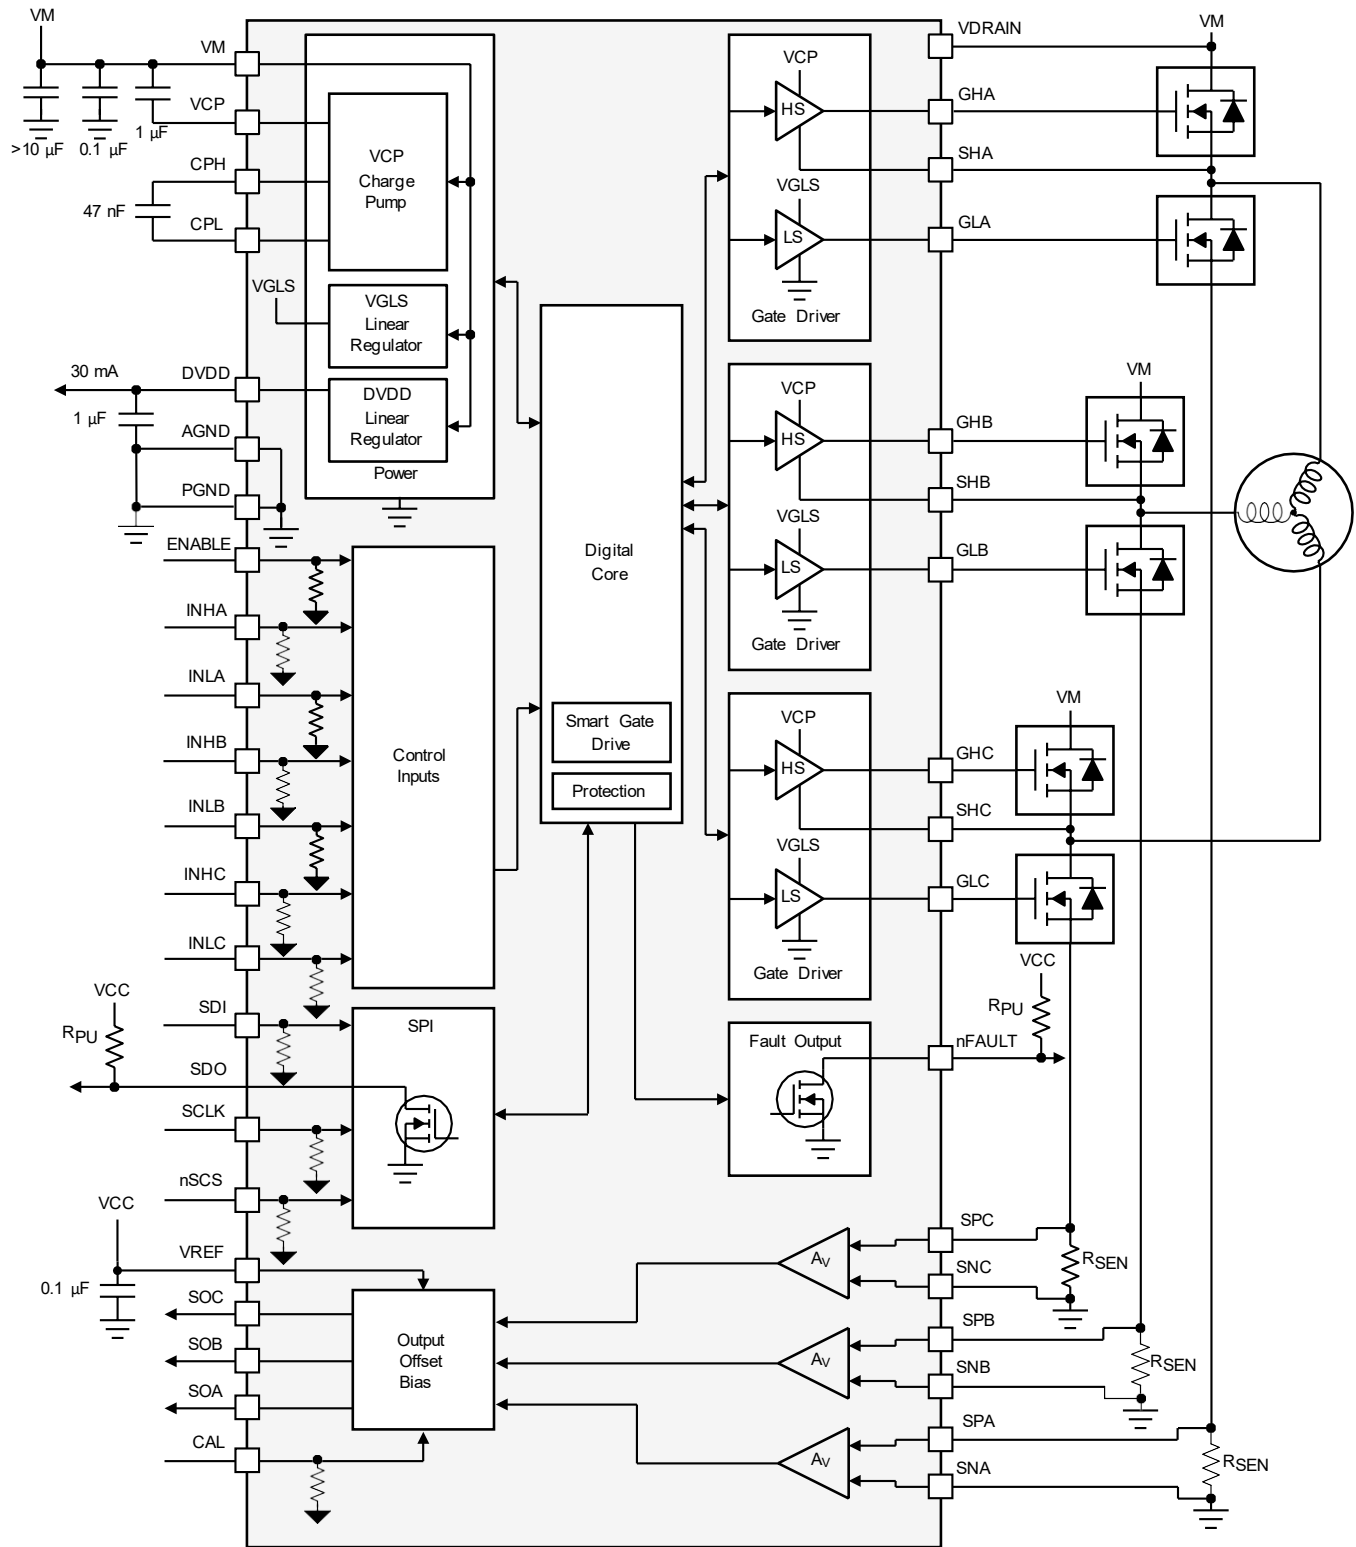 VM
VM
VCP
>10 µF
0.1 µF
1 µF
CPH
47 nF
CPL
VCP
Charge
Pump
VGLS
VGLS
Linear
Regulator
30 mA
DVDD
1 µF
DVDD
Linear
Regulator
AGND
Power
PGND
ENABLE
INHA
INLA
INHB
INLB
INHC
INLC
Control
Inputs
VCC
RPU
SDI
SPI
SDO
SCLK
nSCS
VCC
VREF
0.1 µF
SOC
SOB
SOA
CAL
Output
Offset
Bias
Digital
Core
Smart Gate
Drive
Protection
VCP
HS
VGLS
LS
Gate Driver
VCP
HS
VGLS
LS
Gate Driver
VCP
HS
VGLS
LS
Gate Driver
Fault Output
AV
AV
AV
VDRAIN
VM
GHA
SHA
GLA
VM
GHB
SHB
GLB
VM
GHC
SHC
GLC
VCC
RPU
nFAULT
SPC
SNC
RSEN
SPB
SNB
RSEN
SPA
SNA
RSEN